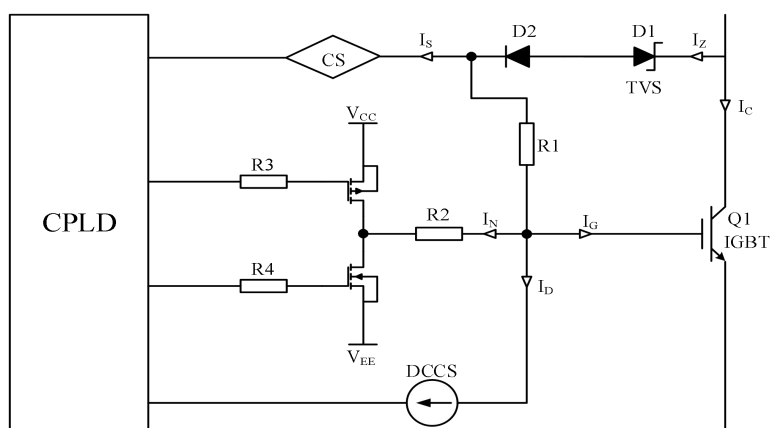 D2
D1
I_S
I_Z
CS
TVS
V_CC
I_C
R1
R3
CPLD
R2
I_N
I_G
Q1
IGBT
R4
I_D
V_EE
DCCS